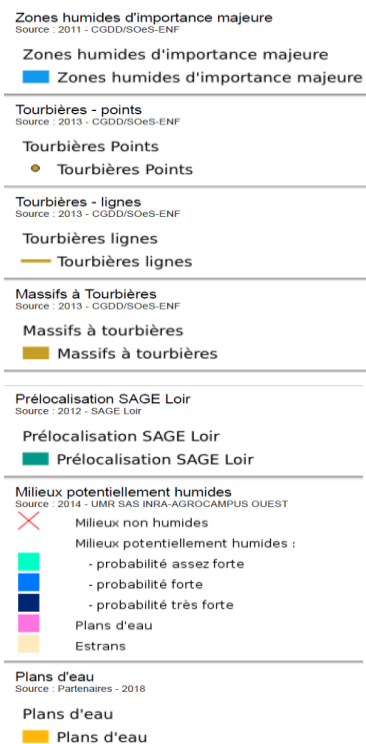 Zones humides d'importance majeure
Source : 2011 - CGDD/SOeS-ENF
Zones humides d'importance majeure
Zones humides d'importance majeure
Tourbières - points
Source : 2013 - CGDD/SOeS-ENF
Tourbières Points
Tourbières Points
Tourbières - lignes
Source : 2013 - CGDD/SOeS-ENF
Tourbières lignes
Tourbières lignes
Massifs à Tourbières
Source : 2013 - CGDD/SOeS-ENF
Massifs à tourbières
Massifs à tourbières
Prélocalisation SAGE Loir
Source : 2012 - SAGE Loir
Prélocalisation SAGE Loir
Prélocalisation SAGE Loir
Milieux potentiellement humides
Source : 2014 - UMR SAS INRA-AGROCAMPUS OUEST
Milieux non humides
Milieux potentiellement humides :
- probabilité assez forte
- probabilité forte
- probabilité très forte
Plans d'eau
Estrans
Plans d'eau
Source : Partenaires - 2018
Plans d'eau
Plans d'eau